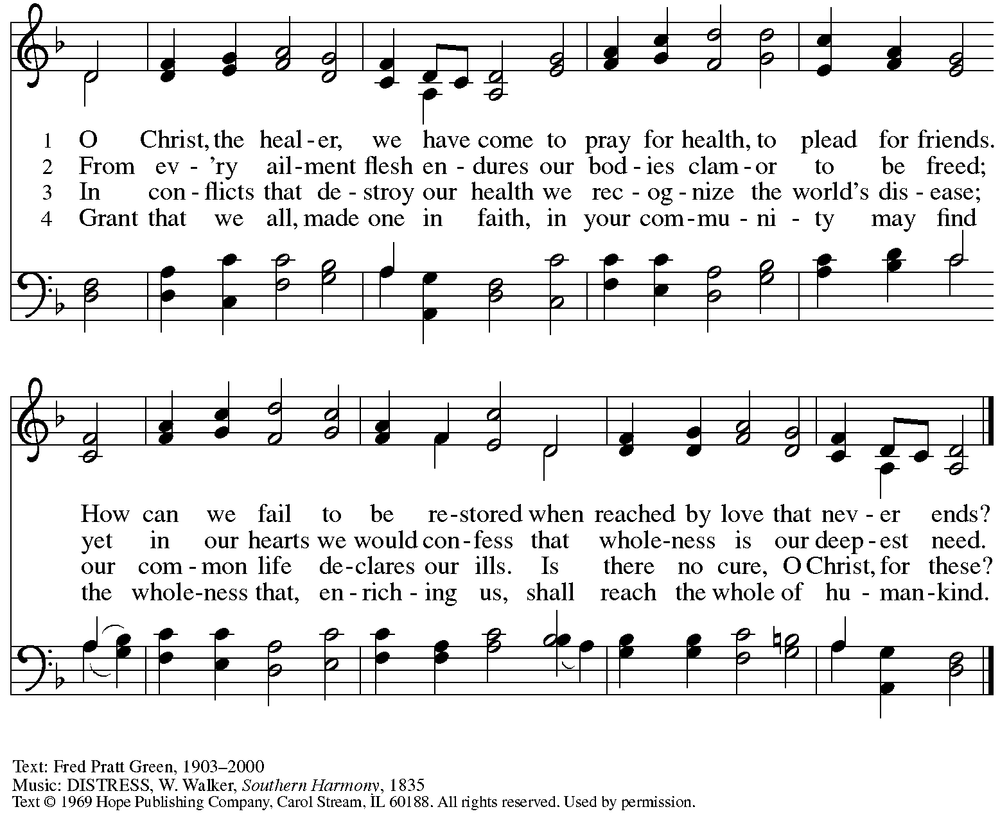 1 O Christ, the heal - er, we have come to pray for health, to plead for friends.
2 From ev - 'ry ail - ment flesh en - dures our bod - ies clam - or to be freed;
3 In con - flicts that de - stroy our health we rec - og - nize the world's dis - ease;
4 Grant that we all, made one in faith, in your com - mu - ni - ty may find
How can we fail to be re - stored when reached by love that nev - er ends?
yet in our hearts we would con - fess that whole - ness is our deep - est need.
our com - mon life de - clares our ills. Is there no cure, O Christ, for these?
the whole - ness that, en - rich - ing us, shall reach the whole of hu - man - kind.
Text: Fred Pratt Green, 1903–2000
Music: DISTRESS, W. Walker, Southern Harmony, 1835
Text © 1969 Hope Publishing Company, Carol Stream, IL 60188. All rights reserved. Used by permission.